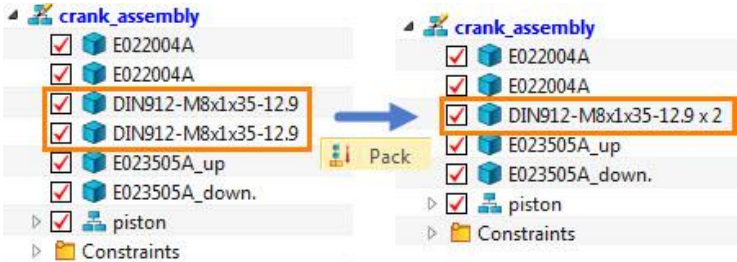 crank_assembly
E022004A
E022004A
DIN912-M8x1x35-12.9
DIN912-M8x1x35-12.9
E023505A_up
E023505A_down.
piston
Constraints
Pack
crank_assembly
E022004A
E022004A
DIN912-M8x1x35-12.9 x 2
E023505A_up
E023505A_down.
piston
Constraints